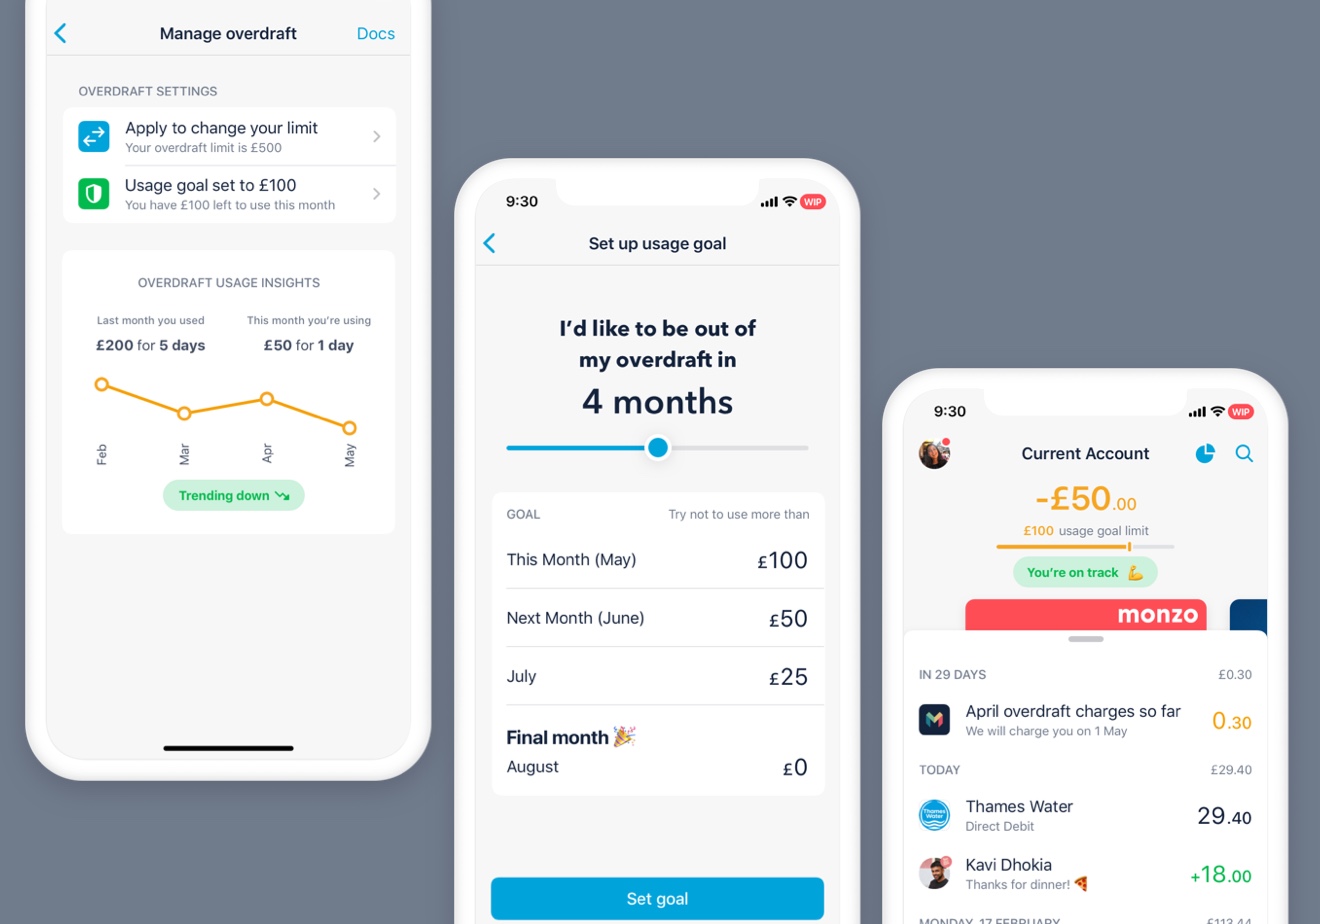 Manage overdraft
Docs
OVERDRAFT SETTINGS
Apply to change your limit
Your overdraft limit is £500
Usage goal set to £100
You have £100 left to use this month
OVERDRAFT USAGE INSIGHTS
Last month you used
This month you're using
£200 for 5 days
£50 for 1 day
Feb
Mar
Apr
May
Trending down
9:30
WIP
Set up usage goal
I'd like to be out of
my overdraft in
4 months
GOAL
Try not to use more than
This Month (May)
£100
Next Month (June)
£50
July
£25
Final month 🎉
August
£0
Set goal
9:30
WIP
Current Account
-£50.00
£100 usage goal limit
You're on track 💪
monzo
IN 29 DAYS
£0.30
April overdraft charges so far
0.30
We will charge you on 1 May
TODAY
£29.40
Thames Water
Thames Water
29.40
Direct Debit
Kavi Dhokia
+18.00
Thanks for dinner! 🍕
MONDAY, 17 FEBRUARY
£113.44